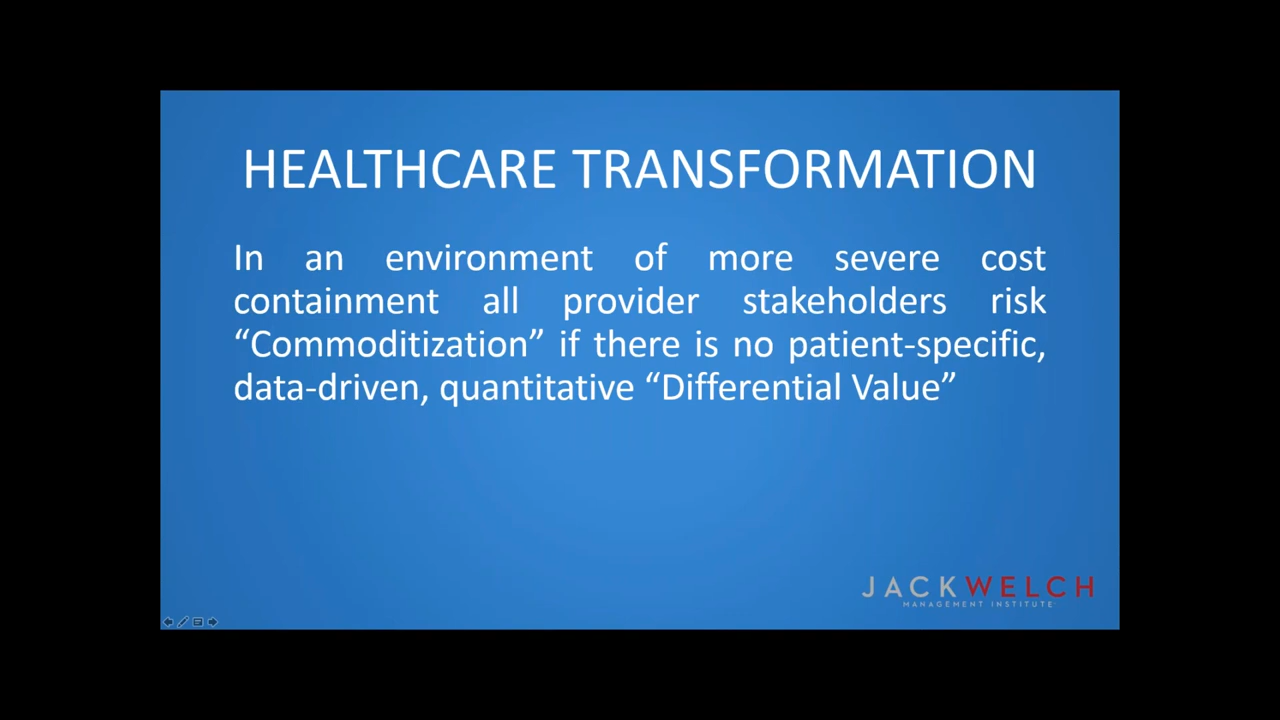 HEALTHCARE TRANSFORMATION
In an environment of more severe cost
containment all provider stakeholders risk
“Commoditization” if there is no patient-specific,
data-driven, quantitative “Differential Value”
JACKWELCH
MANAGEMENT INSTITUTE